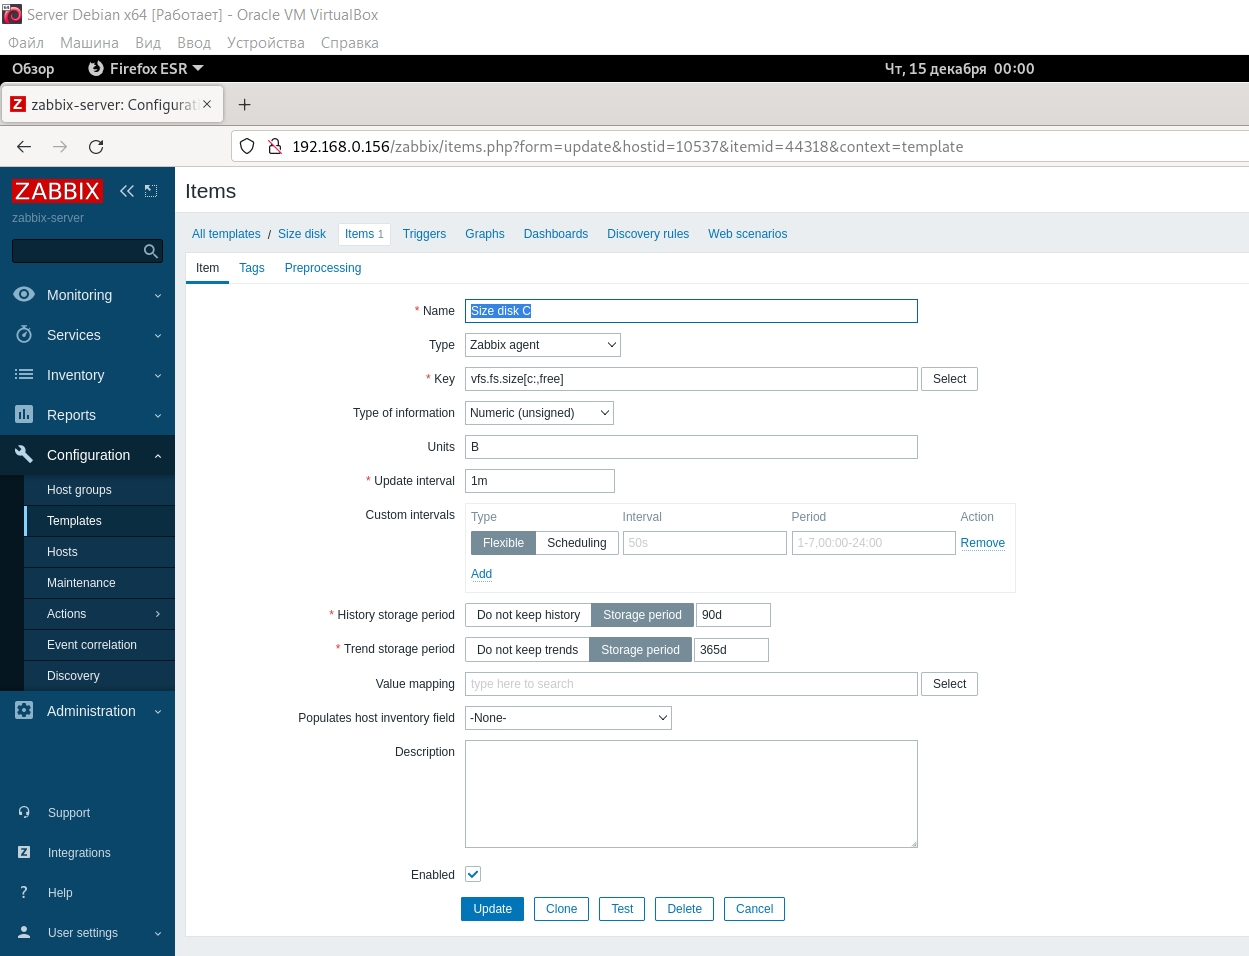 Server Debian x64 [Работает] - Oracle VM VirtualBox
Файл Машина Вид Ввод Устройства Справка
Обзор Firefox ESR Чт, 15 декабря 00:00
Z zabbix-server: Configurat × +
192.168.0.156/zabbix/items.php?form=update&hostid=10537&itemid=44318&context=template
ZABBIX
zabbix-server
Monitoring
Services
Inventory
Reports
Configuration
Host groups
Templates
Hosts
Maintenance
Actions
Event correlation
Discovery
Administration
Support
Z Integrations
? Help
User settings
Items
All templates / Size disk Items 1 Triggers Graphs Dashboards Discovery rules Web scenarios
Item Tags Preprocessing
* Name Size disk C
Type Zabbix agent
* Key vfs.fs.size[c:,free] Select
Type of information Numeric (unsigned)
Units B
* Update interval 1m
Custom intervals Type Interval Period Action
Flexible Scheduling 50s 1-7,00:00-24:00 Remove
Add
* History storage period Do not keep history Storage period 90d
* Trend storage period Do not keep trends Storage period 365d
Value mapping type here to search Select
Populates host inventory field -None-
Description
Enabled
Update Clone Test Delete Cancel